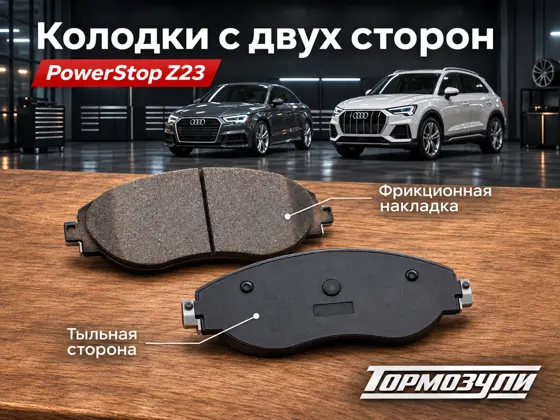 Колодки с двух сторон
PowerStop Z23
Фрикционная
накладка
Тыльная
сторона
ТОРМОЗУЛИ